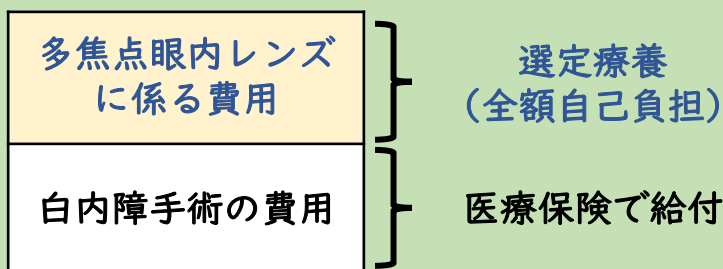 多焦点眼内レンズ
に係る費用
選定療養
(全額自己負担)
白内障手術の費用
医療保険で給付